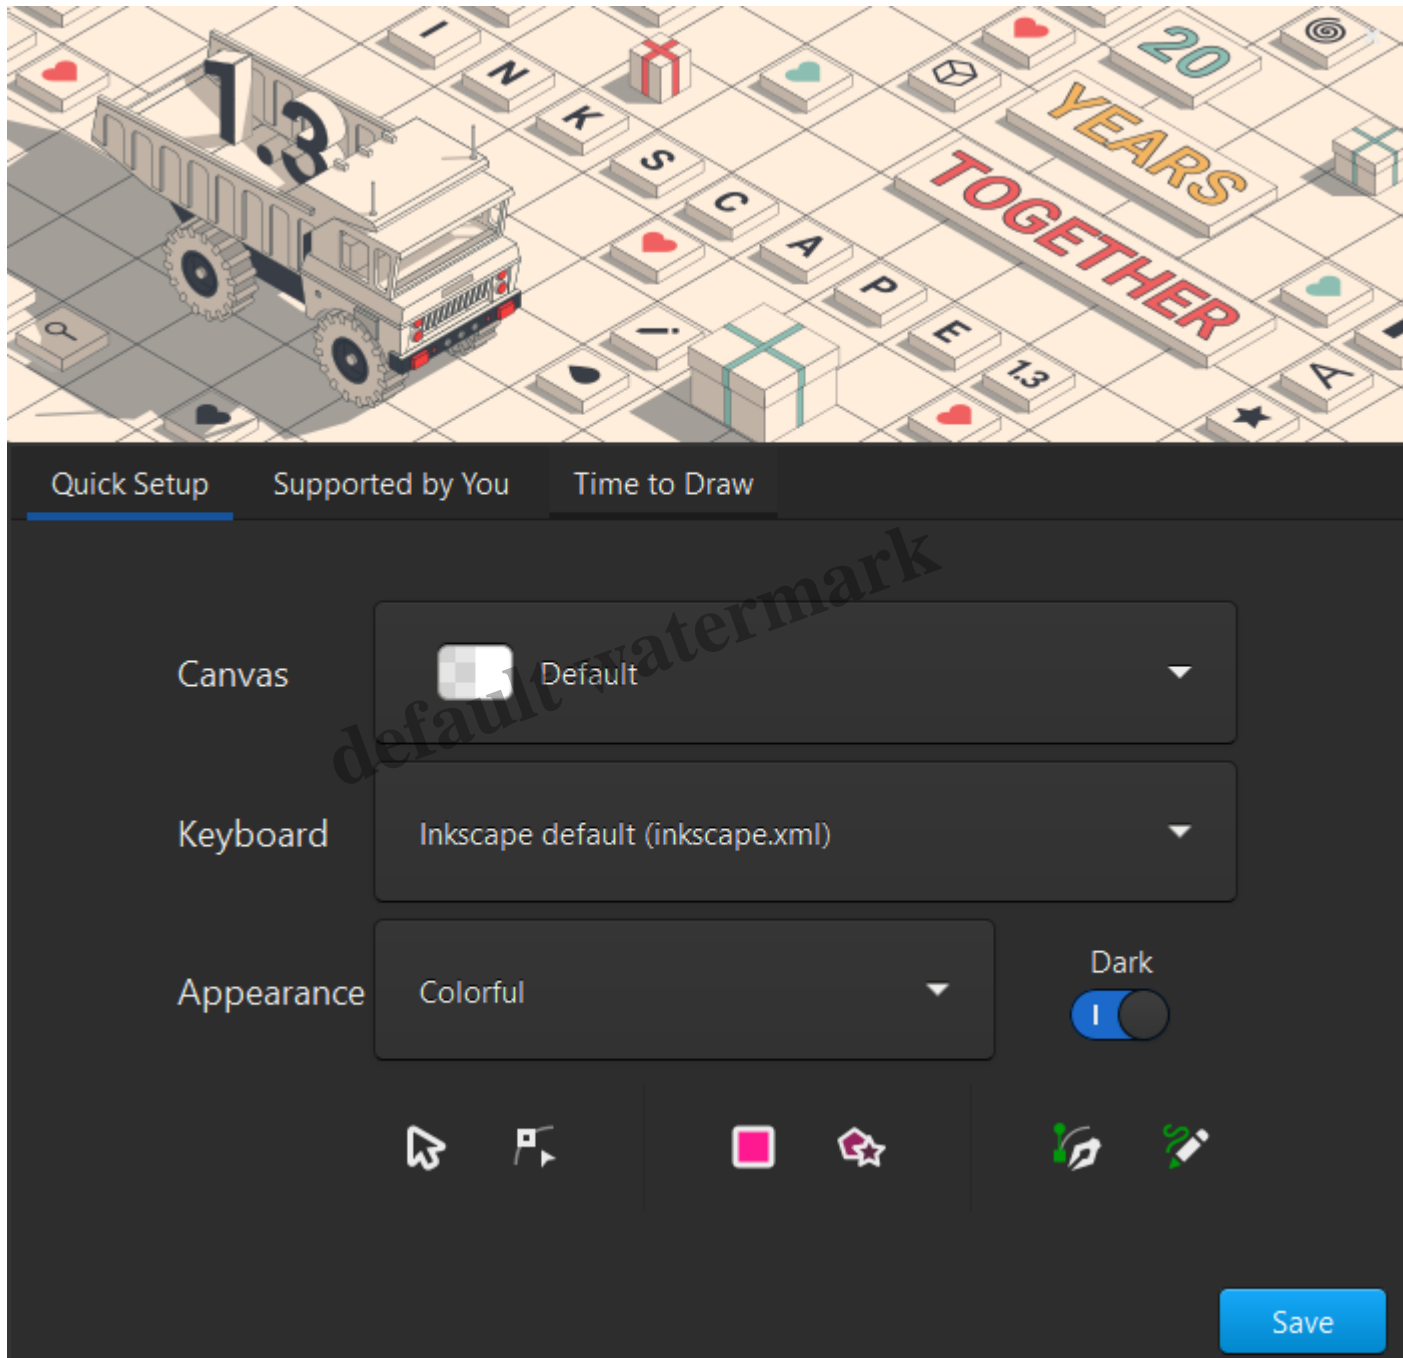 1.3
INKSCAPE
1.3
20
YEARS
TOGETHER
A
Quick Setup
Supported by You
Time to Draw
default watermark
Canvas
Default
Keyboard
Inkscape default (inkscape.xml)
Appearance
Colorful
Dark
Save